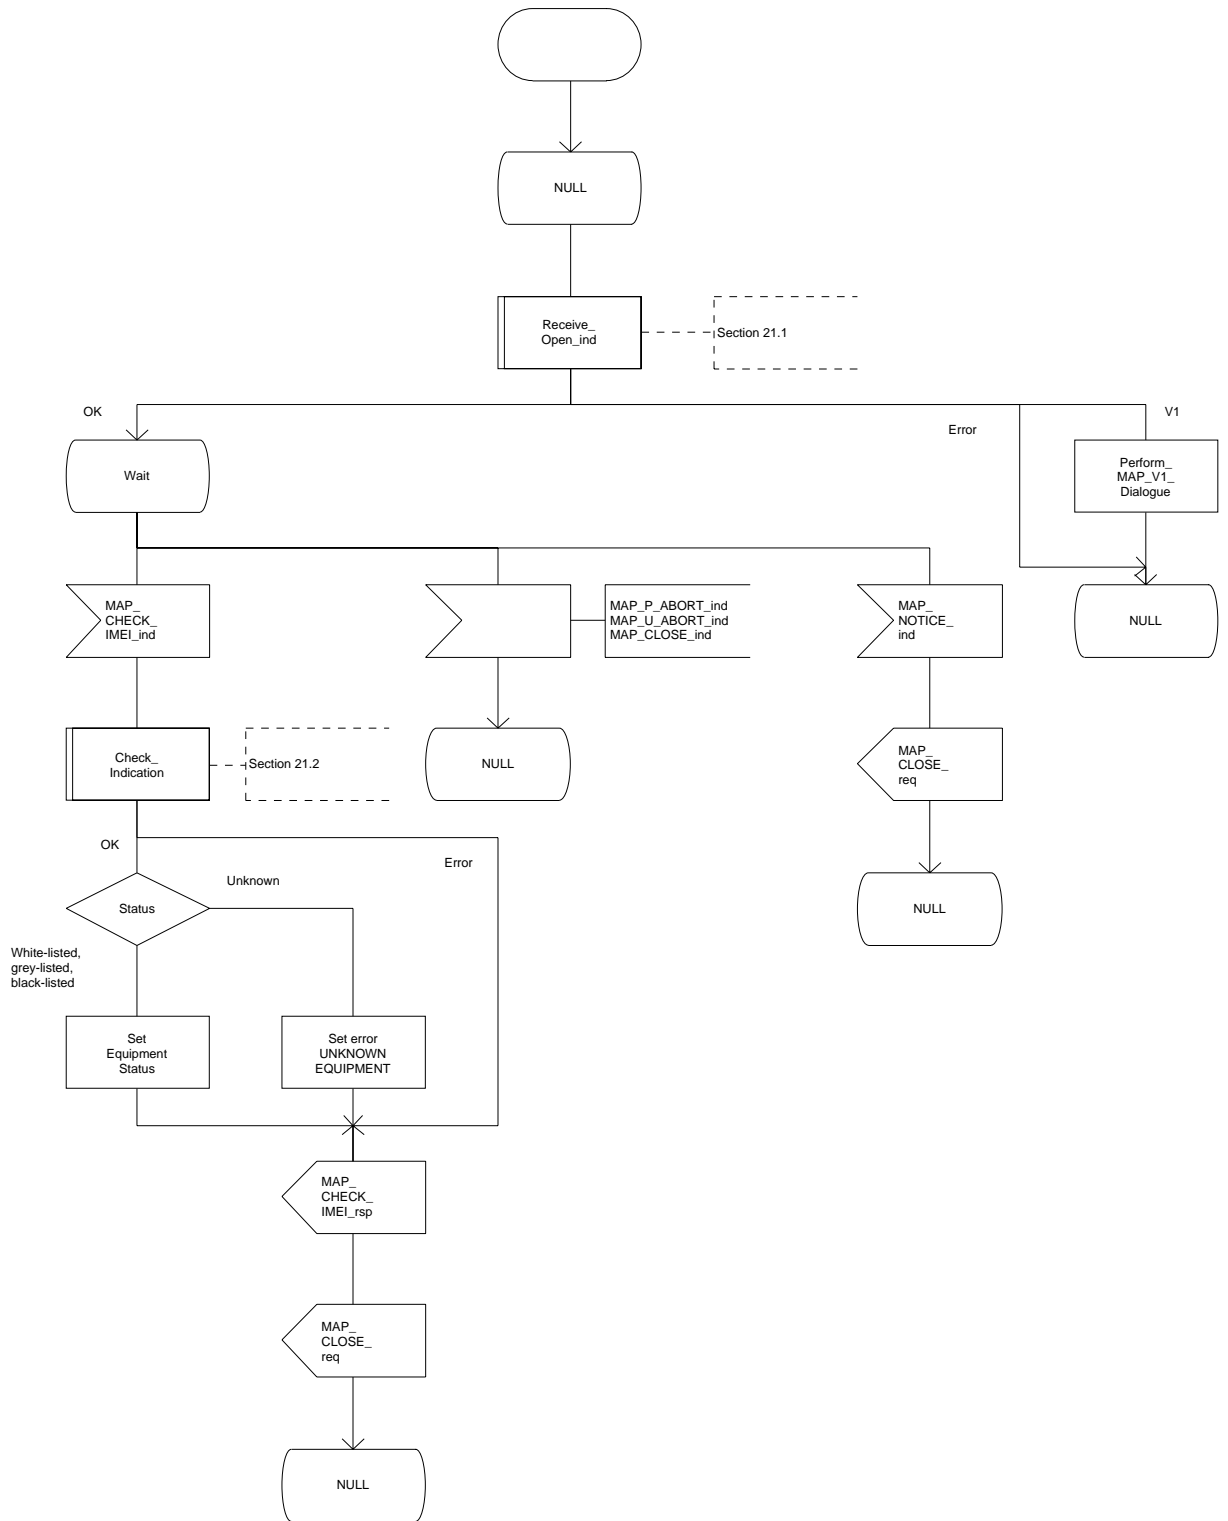 NULL
Receive_
Open_ind
Section 21.1
OK
Error
V1
Wait
Perform_
MAP_V1_
Dialogue
MAP_
CHECK_
IMEI_ind
MAP_P_ABORT_ind
MAP_U_ABORT_ind
MAP_CLOSE_ind
MAP_
NOTICE_
ind
NULL
Check_
Indication
Section 21.2
NULL
MAP_
CLOSE_
req
OK
Error
Unknown
Status
NULL
White-listed,
grey-listed,
black-listed
Set
Equipment
Status
Set error
UNKNOWN
EQUIPMENT
MAP_
CHECK_
IMEI_rsp
MAP_
CLOSE_
req
NULL